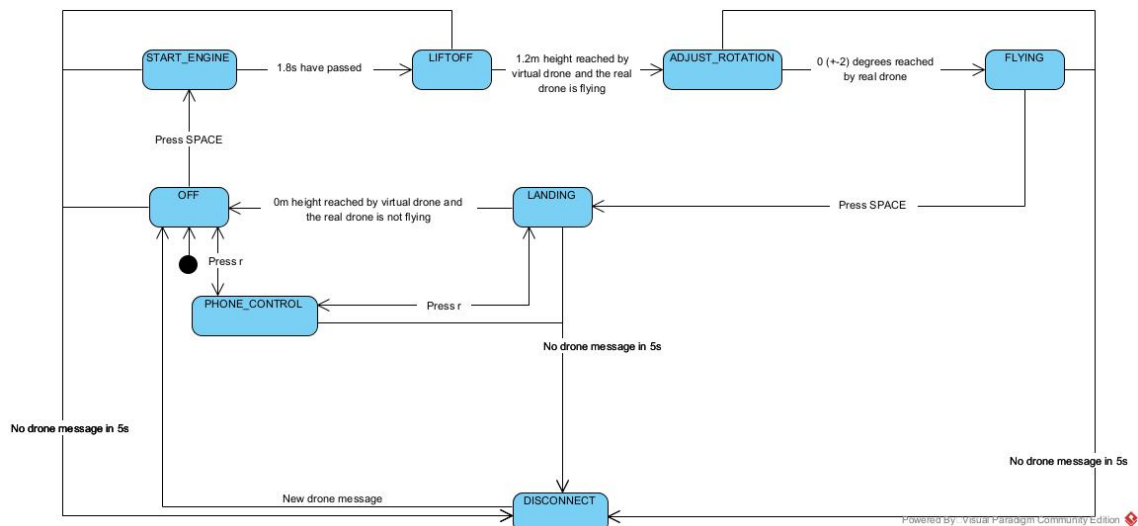 START_ENGINE
1.8s have passed
LIFTOFF
1.2m height reached by
virtual drone and the real
drone is flying
ADJUST_ROTATION
0 (+-2) degrees reached
by real drone
FLYING
Press SPACE
OFF
0m height reached by virtual drone and
the real drone is not flying
LANDING
Press SPACE
Press r
PHONE_CONTROL
Press r
No drone message in 5s
No drone message in 5s
No drone message in 5s
New drone message
DISCONNECT
Powered By: Visual Paradigm Community Edition